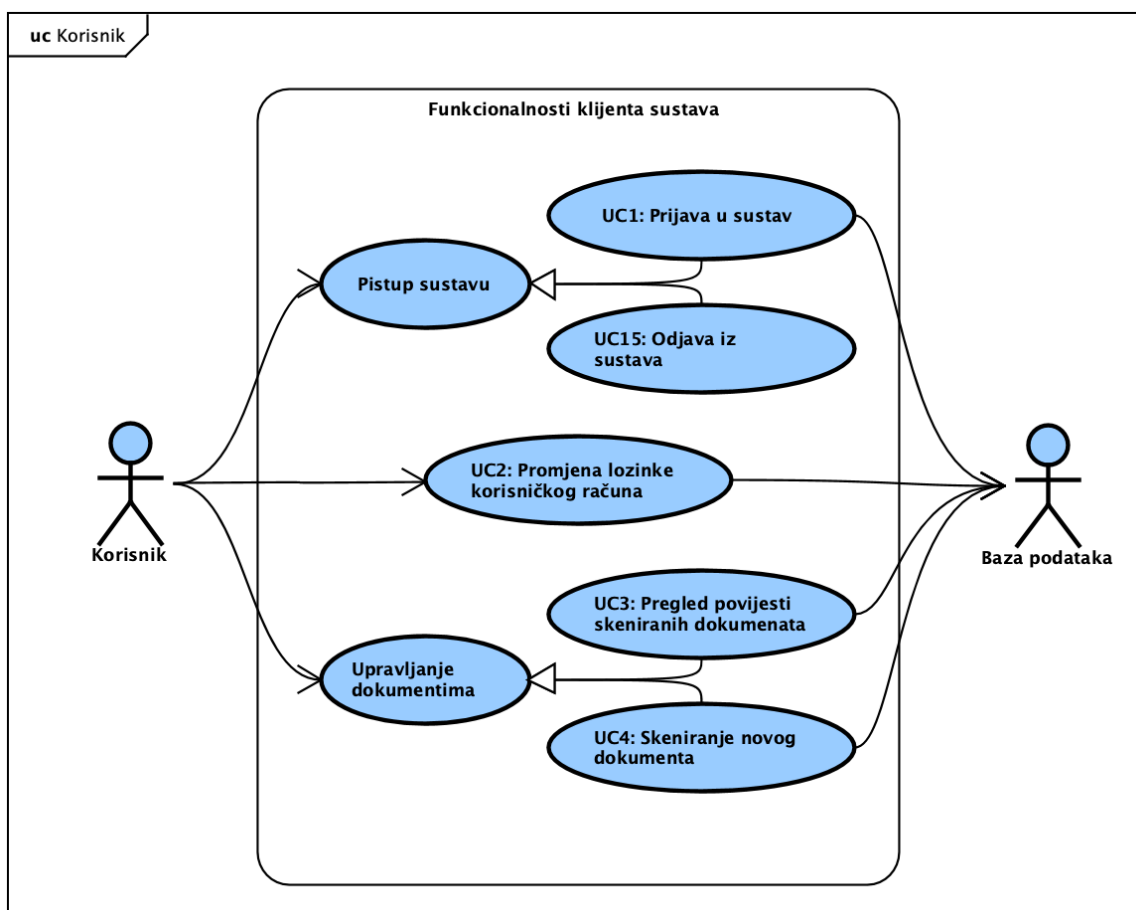 uc Korisnik
Funkcionalnosti klijenta sustava
UC1: Prijava u sustav
Pistup sustavu
UC15: Odjava iz
sustava
UC2: Promjena lozinke
korisničkog računa
Korisnik
Baza podataka
UC3: Pregled povijesti
skeniranih dokumenata
Upravljanje
dokumentima
UC4: Skeniranje novog
dokumenta